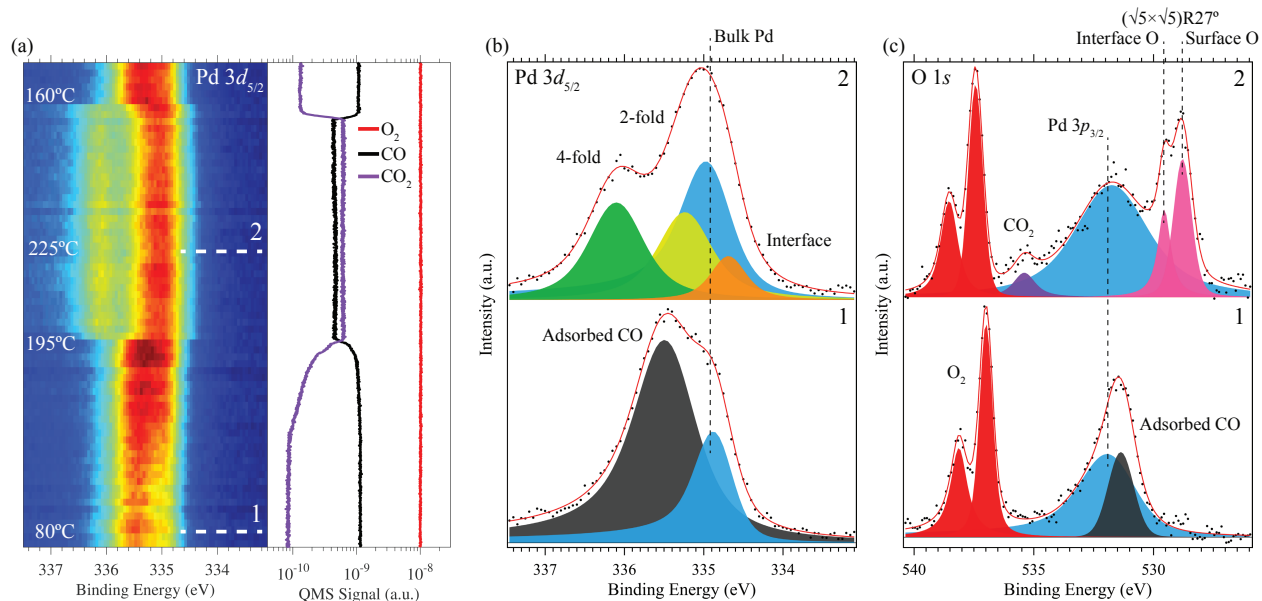 (a)
Pd 3d5/2
160ºC
225ºC
2
195ºC
80ºC
1
337 336 335 334
Binding Energy (eV)
O2
CO
CO2
10^-10 10^-9 10^-8
QMS Signal (a.u.)
(b)
Bulk Pd
Pd 3d5/2
2
2-fold
4-fold
Interface
1
Adsorbed CO
Intensity (a.u.)
337 336 335 334
Binding Energy (eV)
(c)
(√5×√5)R27º
Interface O
Surface O
O 1s
2
Pd 3p3/2
CO2
1
O2
Adsorbed CO
Intensity (a.u.)
540 530
Binding Energy (eV)